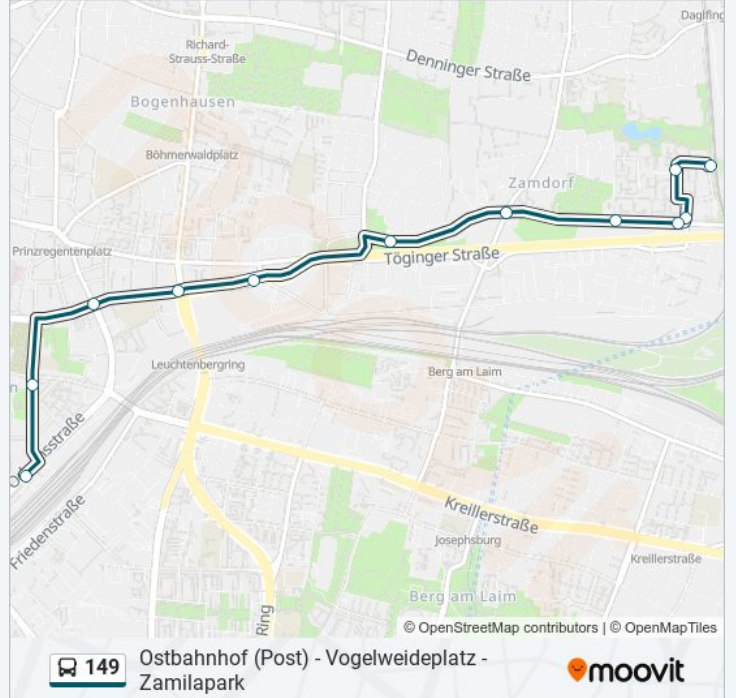 Daglfing
Richard-
Strauss-Straße
Denninger Straße
Bogenhausen
Böhmerwaldplatz
Zamdorf
Prinzregentenplatz
Töginger Straße
Leuchtenbergring
Berg am Laim
Friedenstraße
Kreillerstraße
Josephsburg
Kreillerstraße
Berg am Laim
Ring
© OpenStreetMap contributors | © OpenMapTiles
149
Ostbahnhof (Post) - Vogelweideplatz -
Zamilapark
moovit